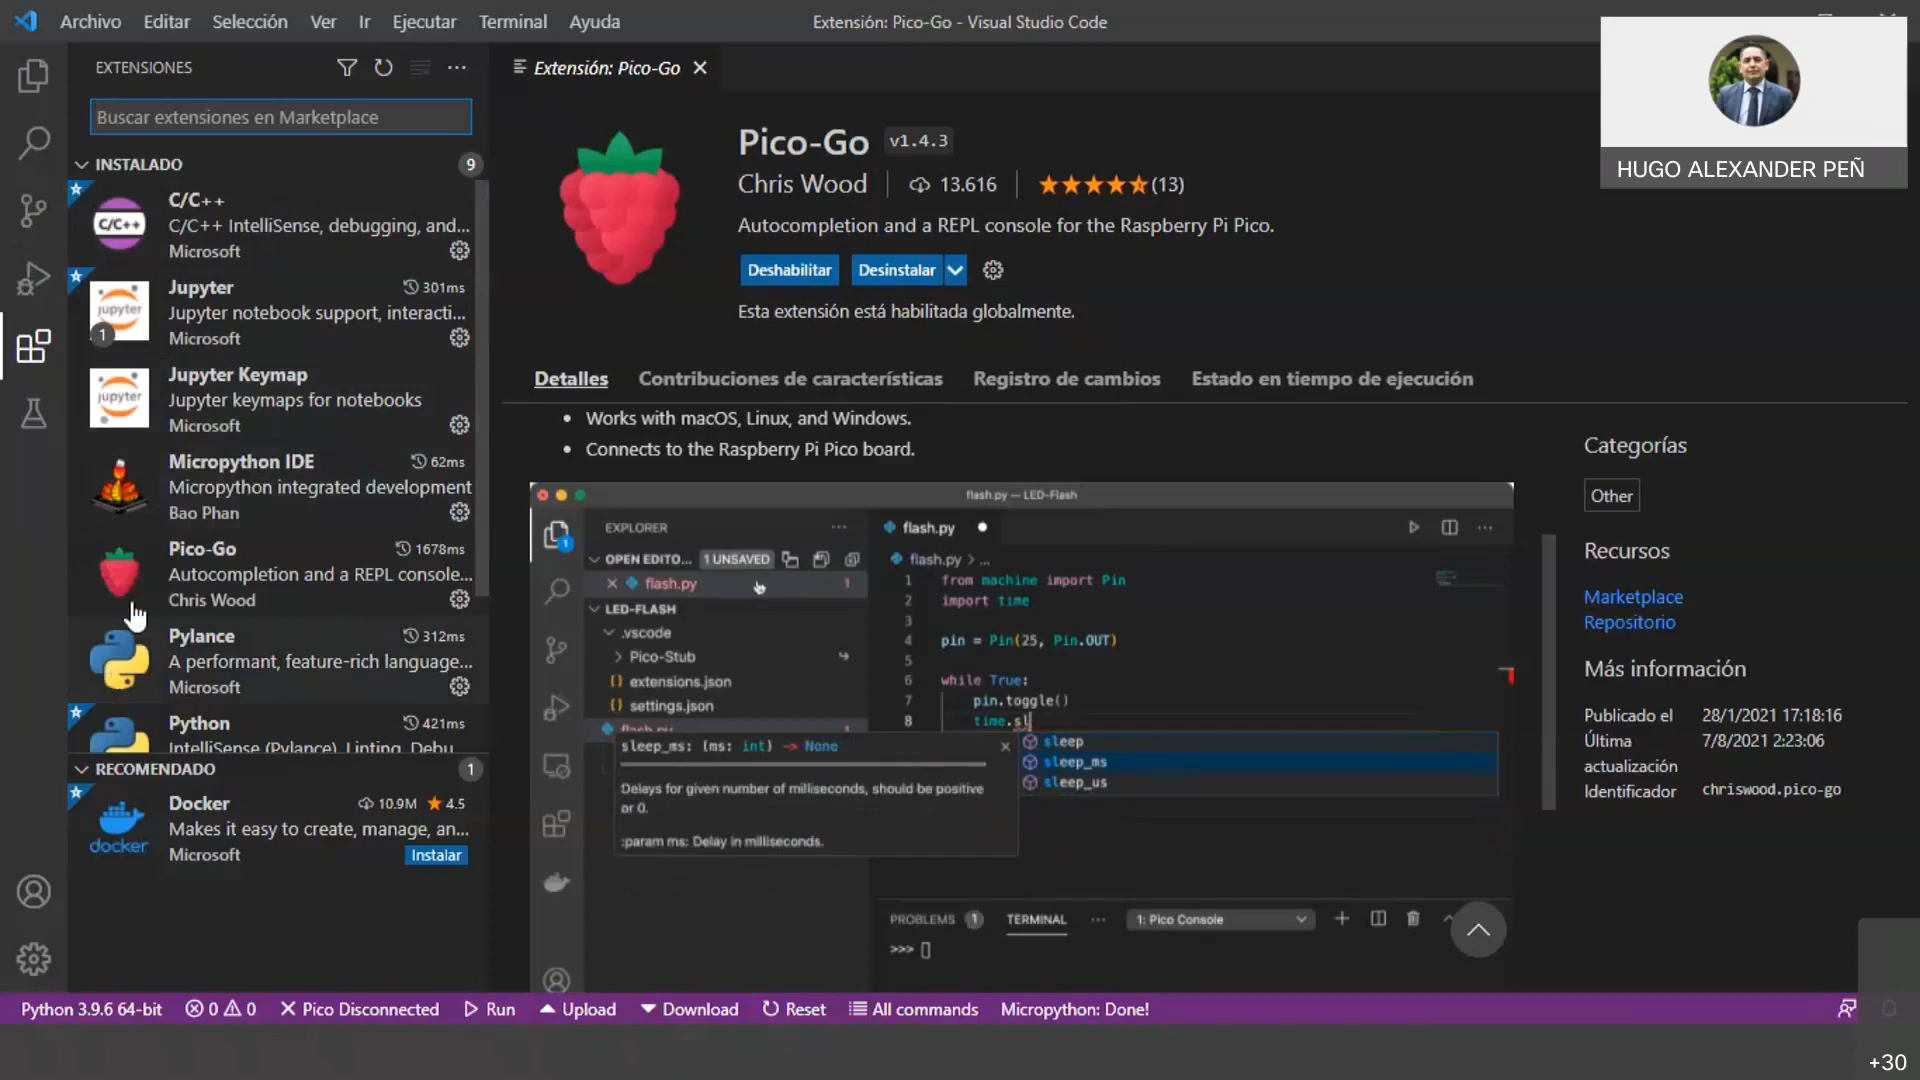 Archivo Editar Selección Ver Ir Ejecutar Terminal Ayuda
Extensión: Pico-Go - Visual Studio Code
EXTENSIONES
Buscar extensiones en Marketplace
INSTALADO 9
C/C++
C/C++ IntelliSense, debugging, and...
Microsoft
Jupyter 301ms
Jupyter notebook support, interacti...
Microsoft
1
Jupyter Keymap
Jupyter keymaps for notebooks
Microsoft
Micropython IDE 62ms
Micropython integrated development
Bao Phan
Pico-Go 1678ms
Autocompletion and a REPL console...
Chris Wood
Pylance 312ms
A performant, feature-rich language...
Microsoft
Python 421ms
IntelliSense (Pylance), Linting, Debu
RECOMENDADO 1
Docker 10.9M 4.5
Makes it easy to create, manage, an...
Microsoft Instalar
docker
Extensión: Pico-Go
Pico-Go v1.4.3
Chris Wood 13.616 (13)
Autocompletion and a REPL console for the Raspberry Pi Pico.
Deshabilitar Desinstalar
Esta extensión está habilitada globalmente.
Detalles Contribuciones de características Registro de cambios Estado en tiempo de ejecución
• Works with macOS, Linux, and Windows.
• Connects to the Raspberry Pi Pico board.
flash.py — LED-Flash
EXPLORER
OPEN EDITO... 1 UNSAVED
flash.py 1
LED-FLASH
.vscode
Pico-Stub
{} extensions.json
{} settings.json
flash.py 1
1
flash.py
flash.py > ...
1 from machine import Pin
2 import time
3
4 pin = Pin(25, Pin.OUT)
5
6 while True:
7 pin.toggle()
8 time.sl
sleep
sleep_ms
sleep_us
sleep_ms: (ms: int) -> None
Delays for given number of milliseconds, should be positive
or 0.
:param ms: Delay in milliseconds.
PROBLEMS 1 TERMINAL ... 1: Pico Console
>>>
Categorías
Other
Recursos
Marketplace
Repositorio
Más información
Publicado el 28/1/2021 17:18:16
Última 7/8/2021 2:23:06
actualización
Identificador chriswood.pico-go
HUGO ALEXANDER PEÑ
Python 3.9.6 64-bit 0 0 Pico Disconnected Run Upload Download Reset All commands Micropython: Done!
+30